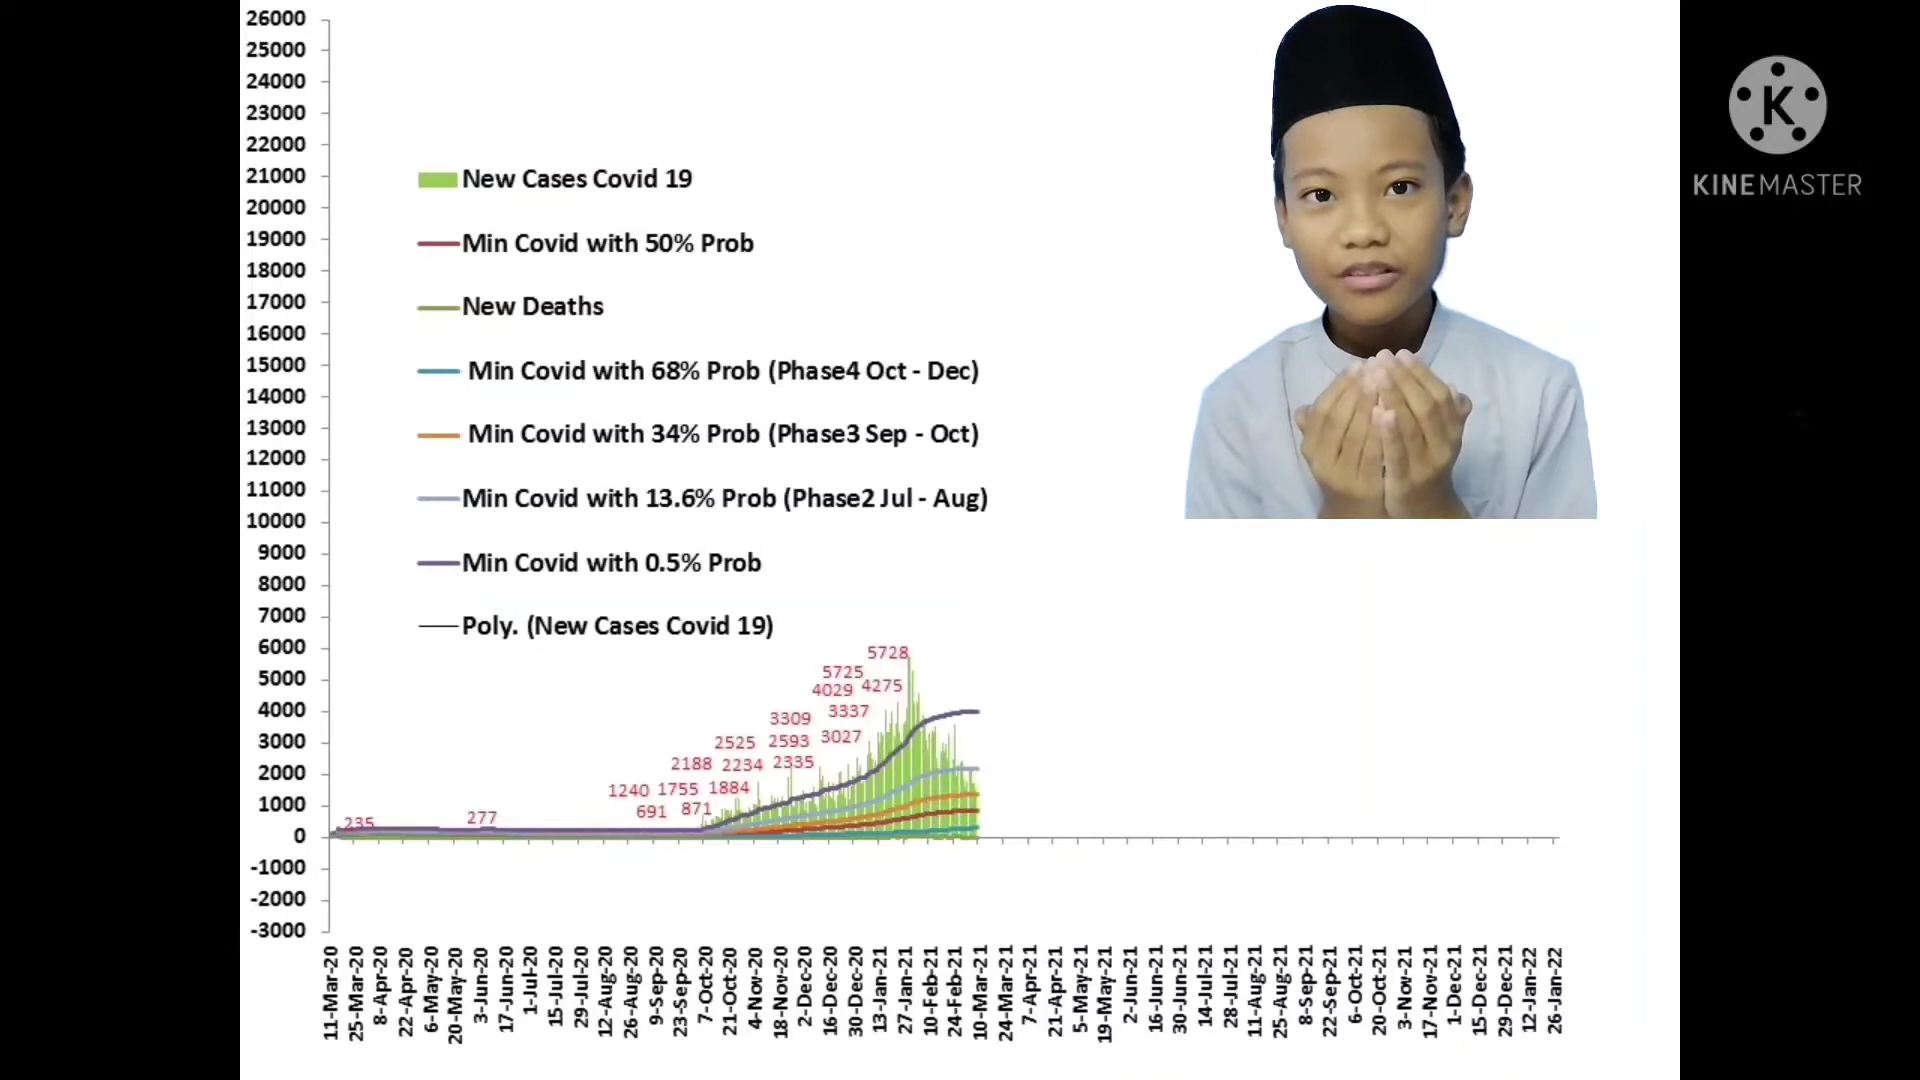 26000
25000
24000
23000
22000
21000
20000
19000
18000
17000
16000
15000
14000
13000
12000
11000
10000
9000
8000
7000
6000
5000
4000
3000
2000
1000
0
-1000
-2000
-3000
New Cases Covid 19
Min Covid with 50% Prob
New Deaths
Min Covid with 68% Prob (Phase4 Oct - Dec)
Min Covid with 34% Prob (Phase3 Sep - Oct)
Min Covid with 13.6% Prob (Phase2 Jul - Aug)
Min Covid with 0.5% Prob
Poly. (New Cases Covid 19)
5728
5725
4029 4275
3309 3337
2525 2593 3027
2188 2234 2335
1240 1755 1884
691 871
235 277
11-Mar-20
25-Mar-20
8-Apr-20
22-Apr-20
6-May-20
20-May-20
3-Jun-20
17-Jun-20
1-Jul-20
15-Jul-20
29-Jul-20
12-Aug-20
26-Aug-20
9-Sep-20
23-Sep-20
7-Oct-20
21-Oct-20
4-Nov-20
18-Nov-20
2-Dec-20
16-Dec-20
30-Dec-20
13-Jan-21
27-Jan-21
10-Feb-21
24-Feb-21
10-Mar-21
24-Mar-21
7-Apr-21
21-Apr-21
5-May-21
19-May-21
2-Jun-21
16-Jun-21
30-Jun-21
14-Jul-21
28-Jul-21
11-Aug-21
25-Aug-21
8-Sep-21
22-Sep-21
6-Oct-21
20-Oct-21
3-Nov-21
17-Nov-21
1-Dec-21
15-Dec-21
29-Dec-21
12-Jan-22
26-Jan-22
K
KINEMASTER